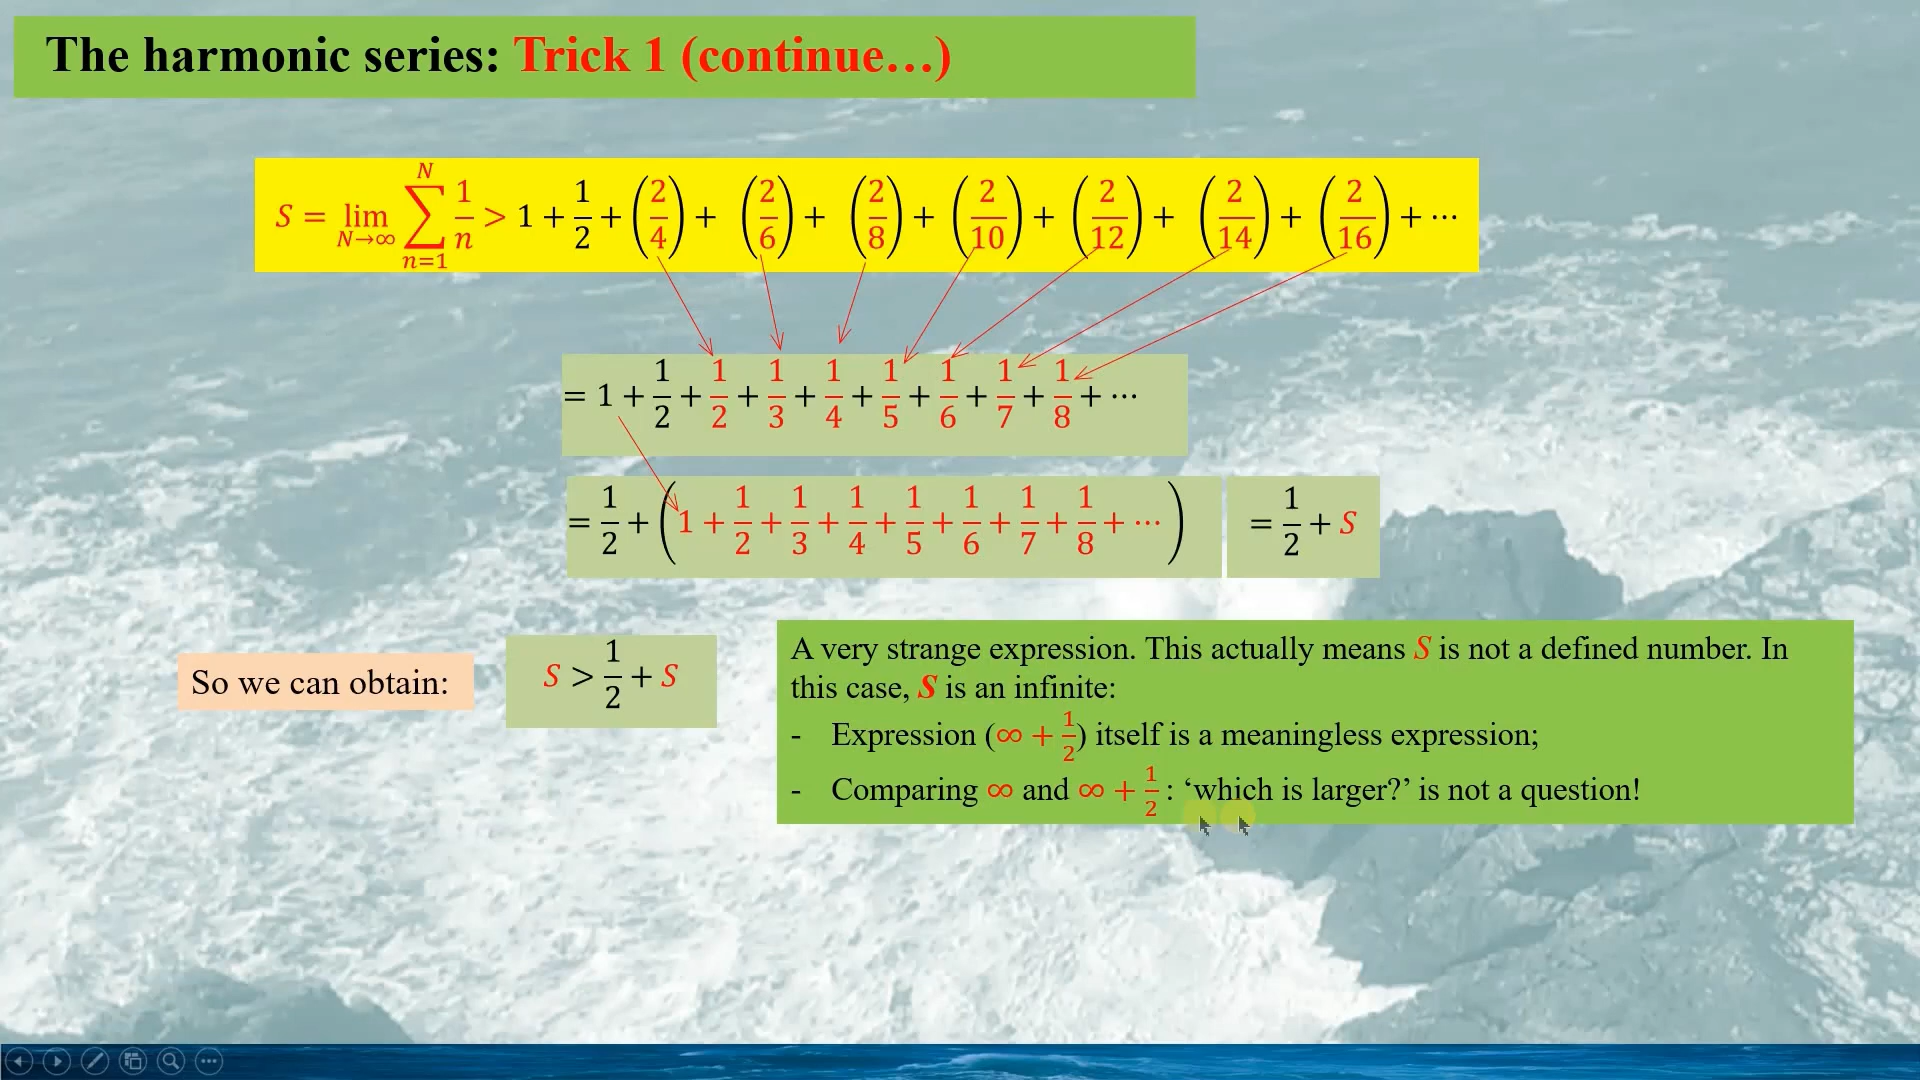 The harmonic series: Trick 1 (continue…)
S = lim N→∞ ∑ n=1 N 1/n > 1 + 1/2 + (2/4) + (2/6) + (2/8) + (2/10) + (2/12) + (2/14) + (2/16) + ⋯
= 1 + 1/2 + 1/2 + 1/3 + 1/4 + 1/5 + 1/6 + 1/7 + 1/8 + ⋯
= 1/2 + (1 + 1/2 + 1/3 + 1/4 + 1/5 + 1/6 + 1/7 + 1/8 + ⋯) = 1/2 + S
So we can obtain: S > 1/2 + S
A very strange expression. This actually means S is not a defined number. In
this case, S is an infinite:
- Expression (∞ + 1/2) itself is a meaningless expression;
- Comparing ∞ and ∞ + 1/2 : ‘which is larger?’ is not a question!